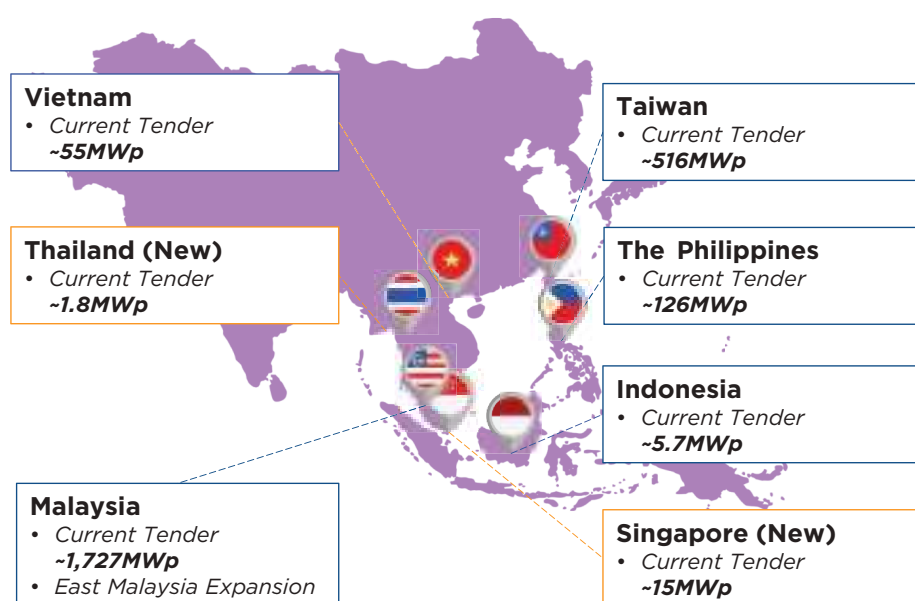 Vietnam
• Current Tender
~55MWp
Thailand (New)
• Current Tender
~1.8MWp
Malaysia
• Current Tender
~1,727MWp
• East Malaysia Expansion
Taiwan
• Current Tender
~516MWp
The Philippines
• Current Tender
~126MWp
Indonesia
• Current Tender
~5.7MWp
Singapore (New)
• Current Tender
~15MWp